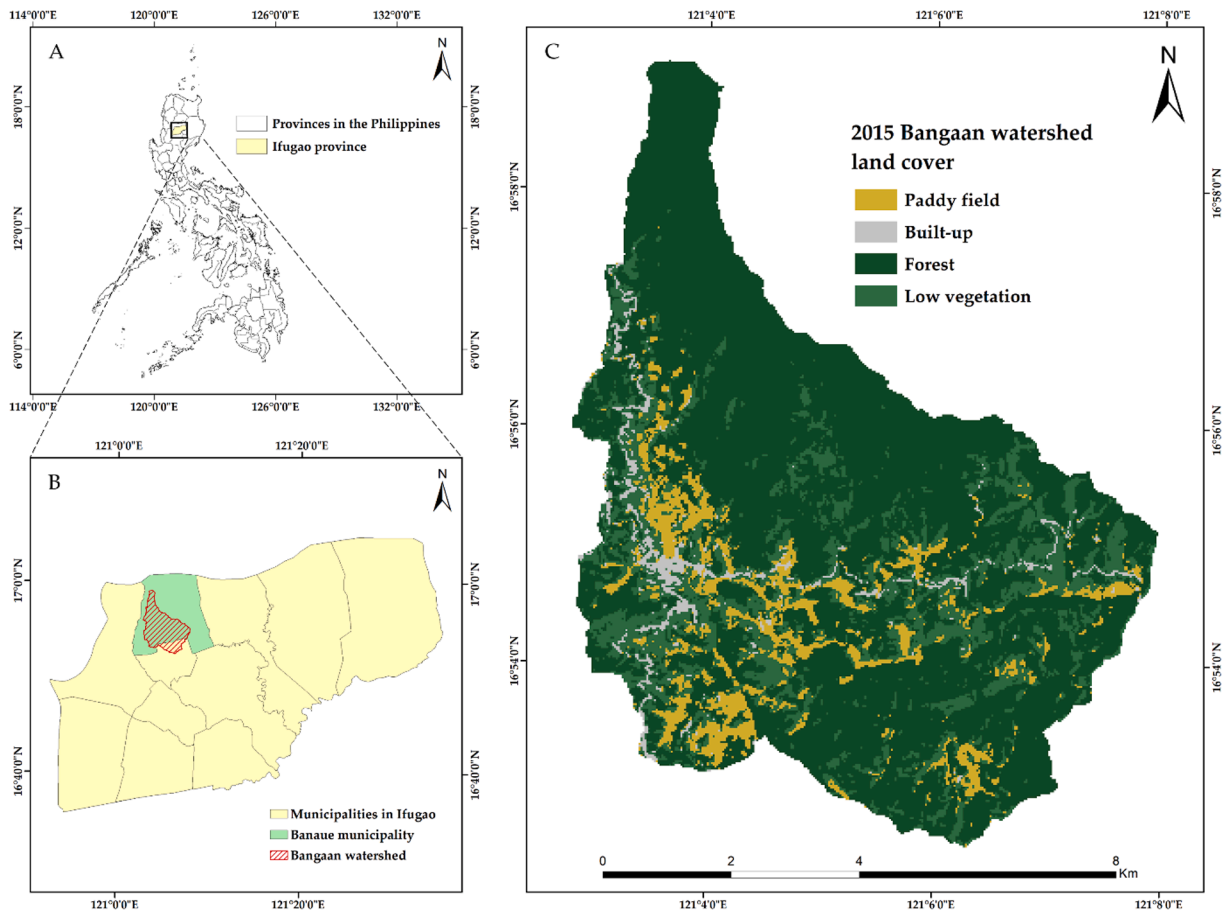 114°0'0"E 120°0'0"E 126°0'0"E 132°0'0"E
A
N
Provinces in the Philippines
Ifugao province
18°0'0"N
12°0'0"N
6°0'0"N
18°0'0"N
12°0'0"N
6°0'0"N
114°0'0"E 120°0'0"E 126°0'0"E 132°0'0"E
121°0'0"E 121°20'0"E
B
N
17°0'0"N
16°40'0"N
17°0'0"N
16°40'0"N
Municipalities in Ifugao
Banaue municipality
Bangaan watershed
121°0'0"E 121°20'0"E
121°4'0"E 121°6'0"E 121°8'0"E
C
N
2015 Bangaan watershed
land cover
Paddy field
Built-up
Forest
Low vegetation
16°58'0"N
16°56'0"N
16°54'0"N
16°58'0"N
16°56'0"N
16°54'0"N
0 2 4 8
Km
121°4'0"E 121°6'0"E 121°8'0"E